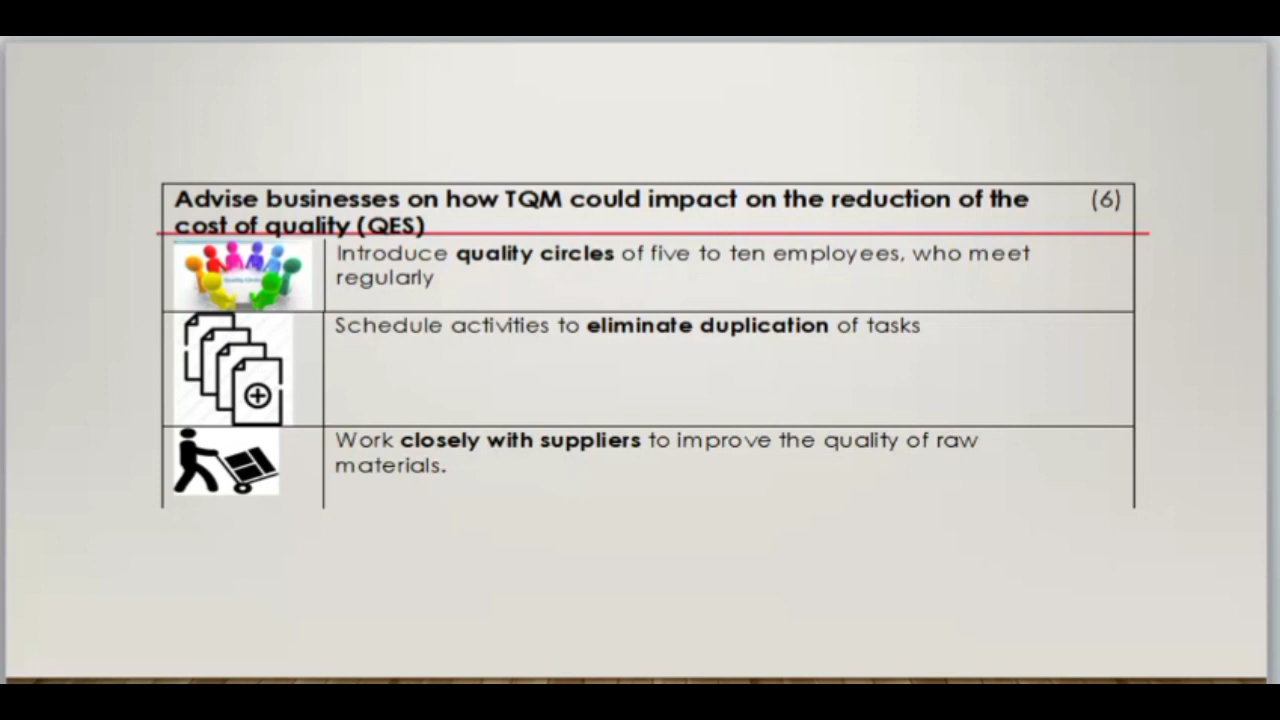 Advise businesses on how TQM could impact on the reduction of the (6)
cost of quality (QES)
Introduce quality circles of five to ten employees, who meet
regularly
Schedule activities to eliminate duplication of tasks
Work closely with suppliers to improve the quality of raw
materials.